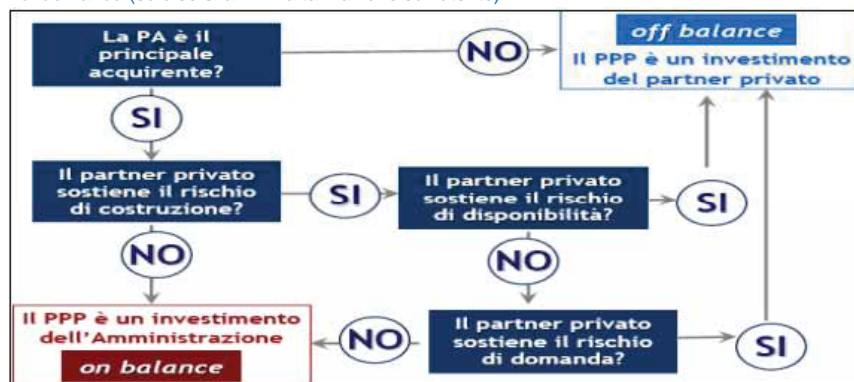 La PA è il
principale
acquirente?
NO
off balance
Il PPP è un investimento
del partner privato
SI
Il partner privato
sostiene il rischio
di costruzione?
SI
Il partner privato
sostiene il rischio
di disponibilità?
SI
NO
NO
Il PPP è un investimento
dell'Amministrazione
on balance
NO
Il partner privato
sostiene il rischio
di domanda?
SI